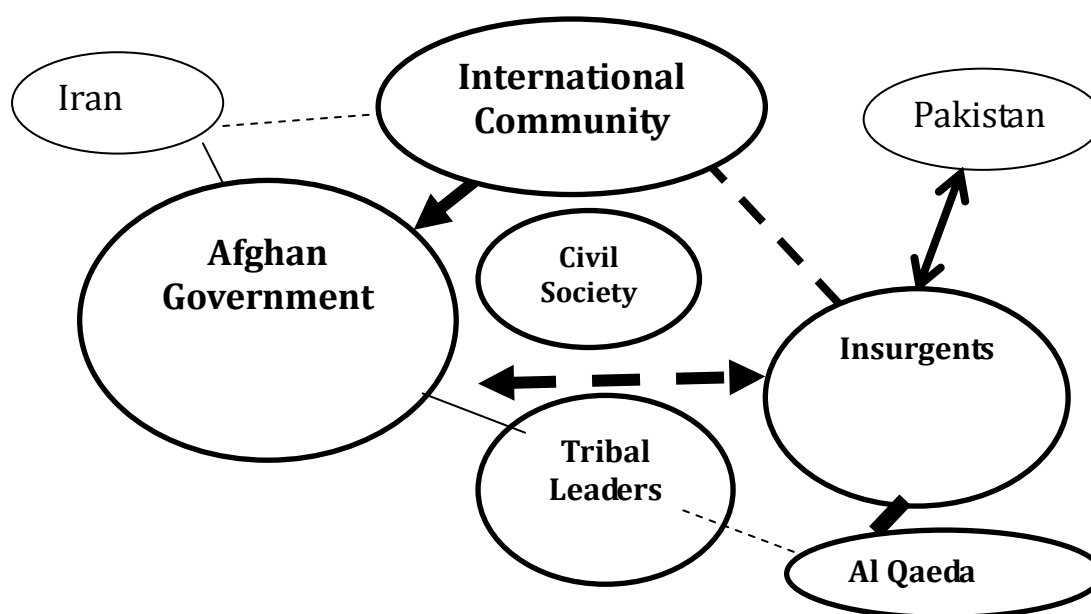 Iran
International
Community
Pakistan
Afghan
Government
Civil
Society
Insurgents
Tribal
Leaders
Al Qaeda